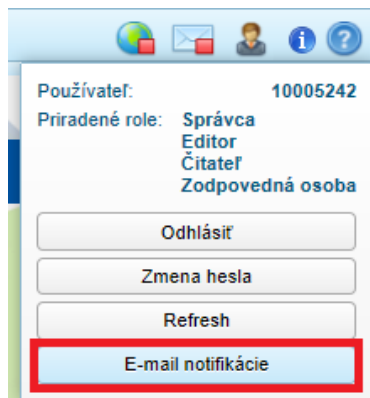 Používateľ: 10005242
Priradené role: Správca
Editor
Čitateľ
Zodpovedná osoba
Odhlásiť
Zmena hesla
Refresh
E-mail notifikácie